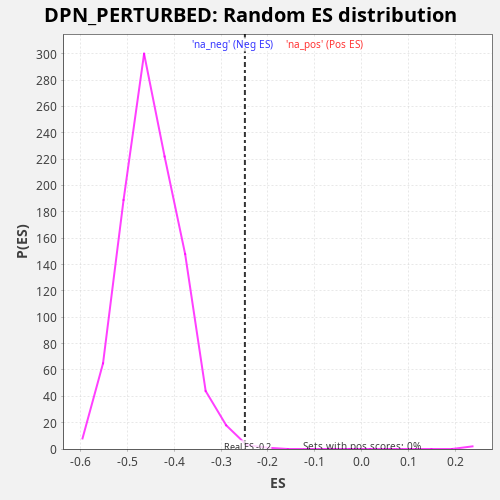 DPN_PERTURBED: Random ES distribution
'na_neg' (Neg ES) 'na_pos' (Pos ES)
300
280
260
240
220
200
180
160
140
120
100
80
60
40
20
0
P(ES)
Real ES -0.2
Sets with pos scores: 0%
-0.6 -0.5 -0.4 -0.3 -0.2 -0.1 0.0 0.1 0.2
ES